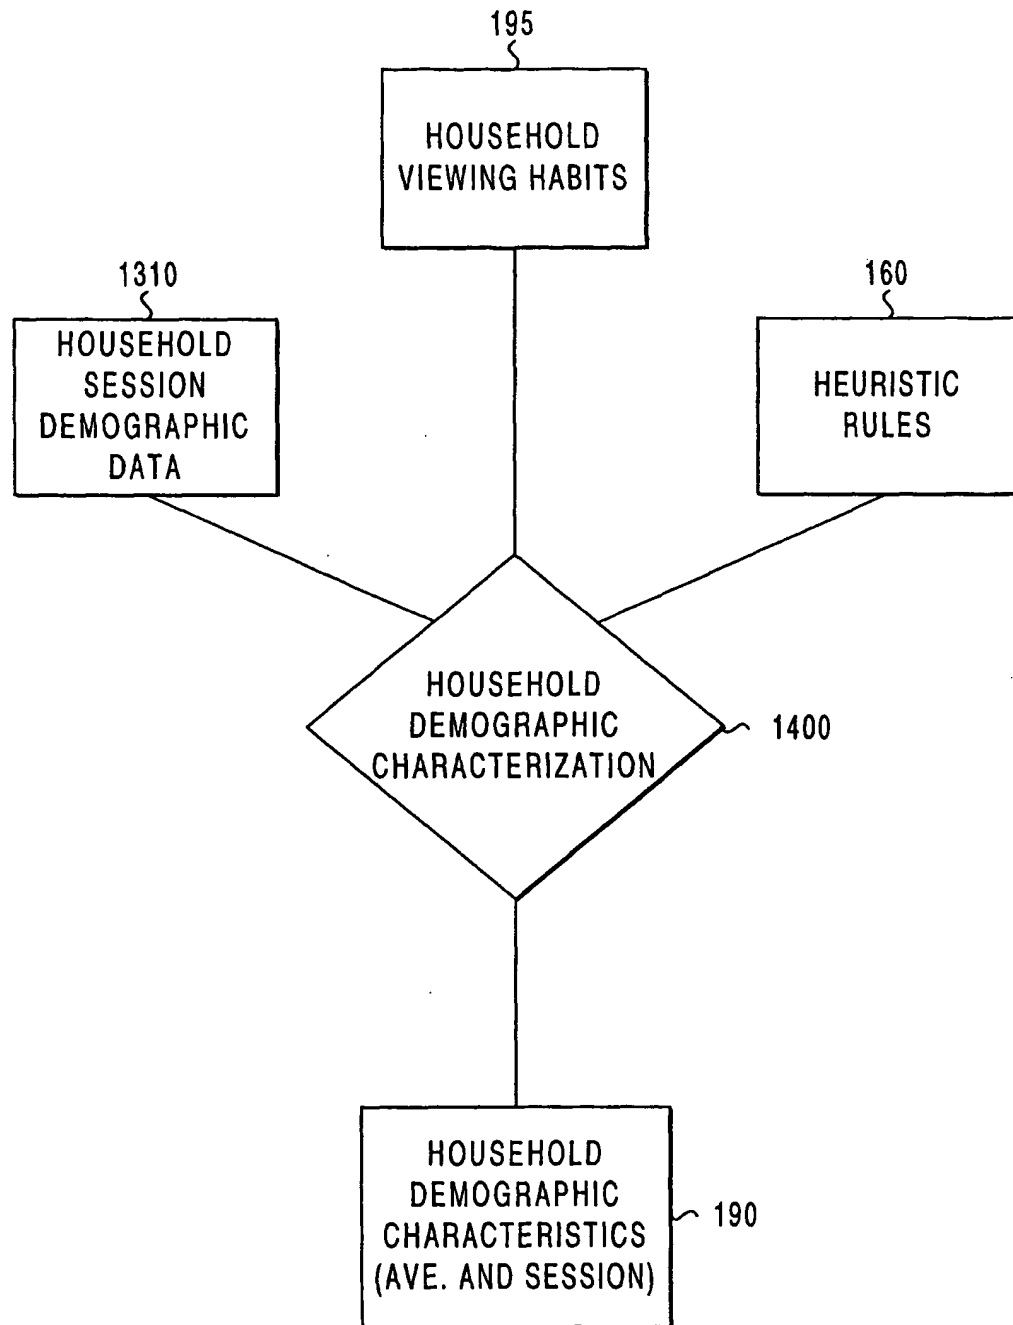 195
HOUSEHOLD
VIEWING HABITS
1310
HOUSEHOLD
SESSION
DEMOGRAPHIC
DATA
160
HEURISTIC
RULES
HOUSEHOLD
DEMOGRAPHIC
CHARACTERIZATION
1400
HOUSEHOLD
DEMOGRAPHIC
CHARACTERISTICS
(AVE. AND SESSION)
190